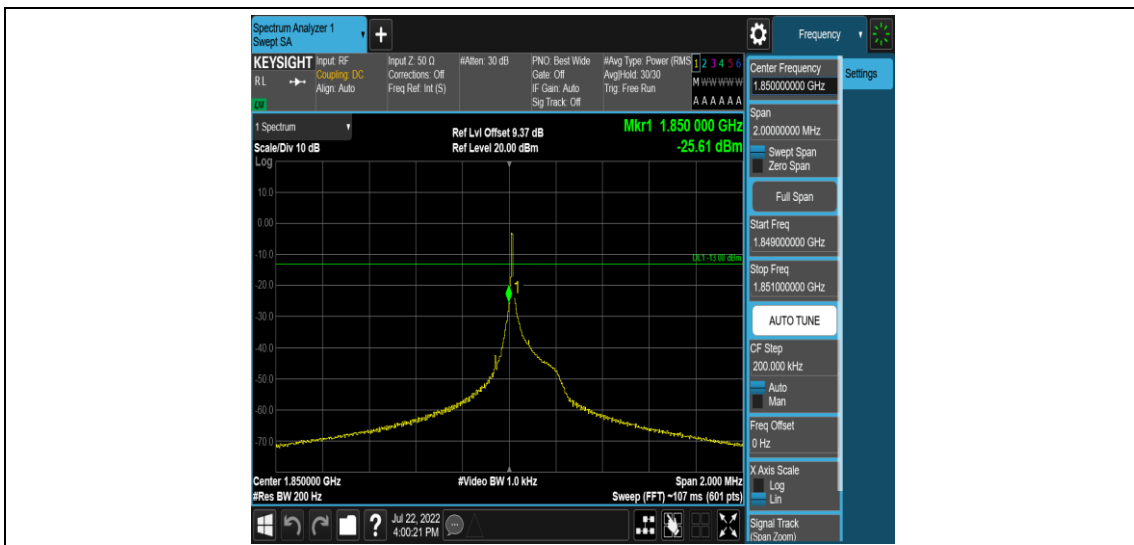 Spectrum Analyzer 1
Swept SA
+
Frequency
KEYSIGHT
RL
LXI
Input: RF
Coupling: DC
Align: Auto
Input Z: 50 Ω
Corrections: Off
Freq Ref: Int (S)
#Atten: 30 dB
PNO: Best Wide
Gate: Off
IF Gain: Auto
Sig Track: Off
#Avg Type: Power (RMS
Avg|Hold: 30/30
Trig: Free Run
1 2 3 4 5 6
M W W W W W
A A A A A A
1 Spectrum
Scale/Div 10 dB
Log
Ref Lvl Offset 9.37 dB
Ref Level 20.00 dBm
Mkr1 1.850 000 GHz
-25.61 dBm
10.0
0.00
-10.0
DL1 -13.00 dBm
-20.0
1
-30.0
-40.0
-50.0
-60.0
-70.0
Center 1.850000 GHz
#Res BW 200 Hz
#Video BW 1.0 kHz
Span 2.000 MHz
Sweep (FFT) ~107 ms (601 pts)
Center Frequency
1.850000000 GHz
Settings
Span
2.00000000 MHz
Swept Span
Zero Span
Full Span
Start Freq
1.849000000 GHz
Stop Freq
1.851000000 GHz
AUTO TUNE
CF Step
200.000 kHz
Auto
Man
Freq Offset
0 Hz
X Axis Scale
Log
Lin
Signal Track
(Span Zoom)
?
Jul 22, 2022
4:00:21 PM